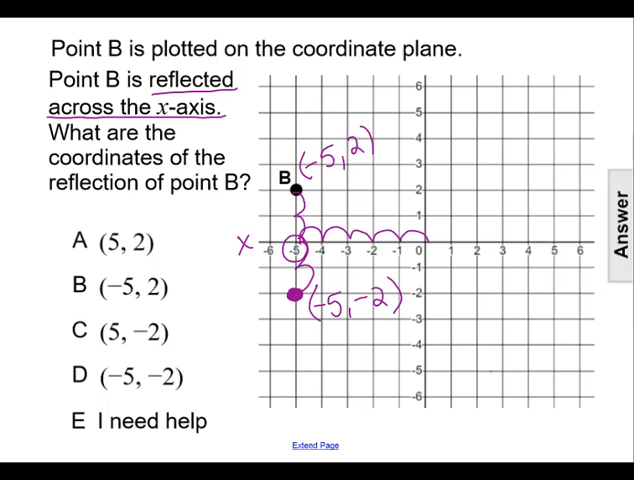 Point B is plotted on the coordinate plane.
Point B is reflected
across the x-axis.
What are the
coordinates of the
reflection of point B?
A (5, 2)
B (−5, 2)
C (5, −2)
D (−5, −2)
E I need help
B
(-5, 2)
(-5, -2)
X
6
5
4
3
2
1
-6 -5 -4 -3 -2 -1 0 1 2 3 4 5 6
-1
-2
-3
-4
-5
-6
Answer
Extend Page